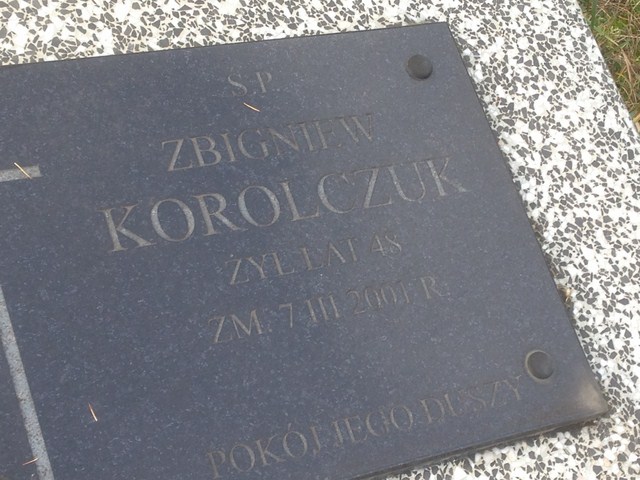 Ś.P.
ZBIGNIEW
KOROLCZUK
ŻYŁ LAT 48
ZM. 7 III 2001 R.
POKÓJ JEGO DUSZY